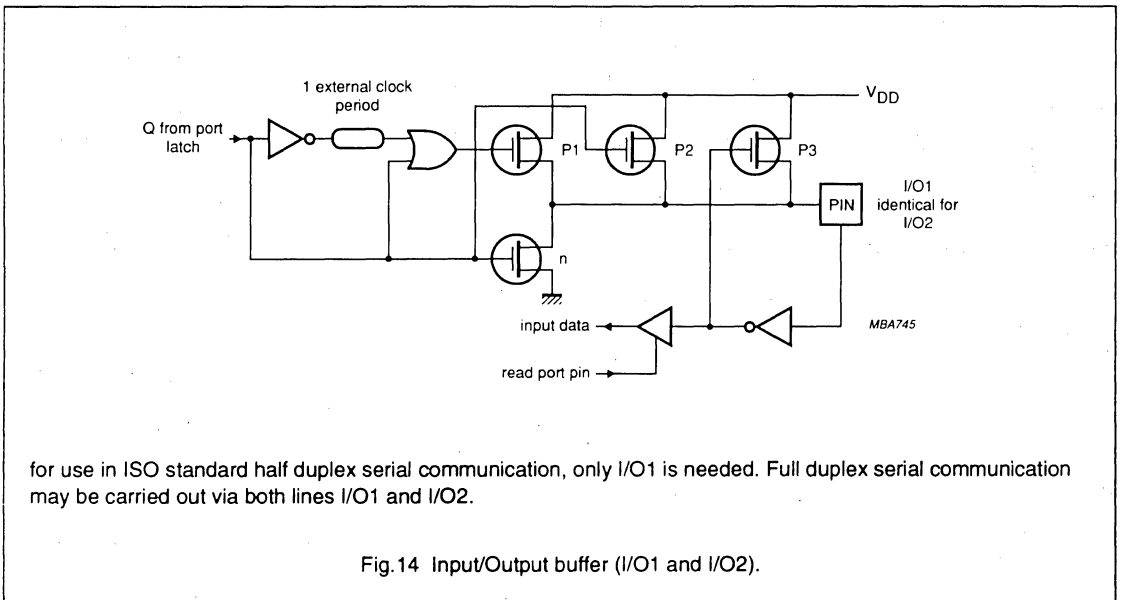 1 external clock
period
Q from port
latch
VDD
P1
P2
P3
PIN
I/O1
identical for
I/O2
n
input data
MBA745
read port pin
for use in ISO standard half duplex serial communication, only I/O1 is needed. Full duplex serial communication
may be carried out via both lines I/O1 and I/O2.
Fig.14 Input/Output buffer (I/O1 and I/O2).